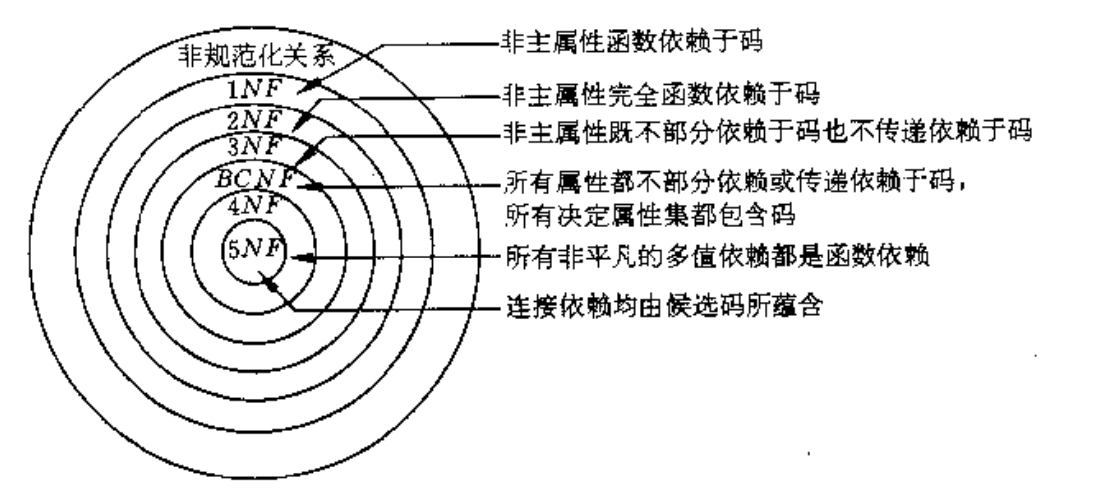 非规范化关系
1NF
2NF
3NF
BCNF
4NF
5NF
非主属性函数依赖于码
非主属性完全函数依赖于码
非主属性既不部分依赖于码也不传递依赖于码
所有属性都不部分依赖或传递依赖于码，
所有决定属性集都包含码
所有非平凡的多值依赖都是函数依赖
连接依赖均由候选码所蕴含